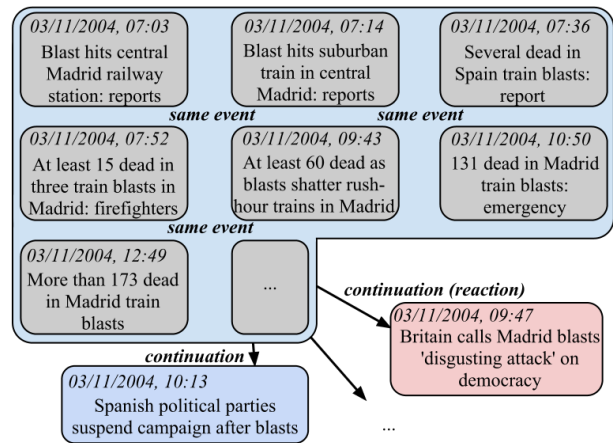 03/11/2004, 07:03
Blast hits central
Madrid railway
station: reports
03/11/2004, 07:14
Blast hits suburban
train in central
Madrid: reports
03/11/2004, 07:36
Several dead in
Spain train blasts:
report
same event
same event
03/11/2004, 07:52
At least 15 dead in
three train blasts in
Madrid: firefighters
03/11/2004, 09:43
At least 60 dead as
blasts shatter rush-
hour trains in Madrid
03/11/2004, 10:50
131 dead in Madrid
train blasts:
emergency
same event
03/11/2004, 12:49
More than 173 dead
in Madrid train
blasts
...
continuation (reaction)
03/11/2004, 09:47
Britain calls Madrid blasts
'disgusting attack' on
democracy
continuation
03/11/2004, 10:13
Spanish political parties
suspend campaign after blasts
...